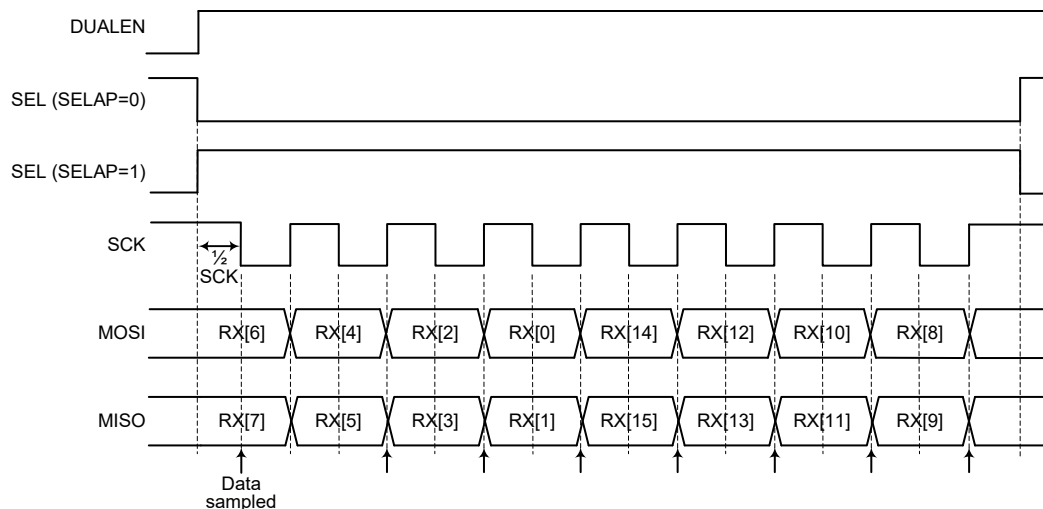 DUALEN
SEL (SELAP=0)
SEL (SELAP=1)
SCK
½
SCK
MOSI RX[6] RX[4] RX[2] RX[0] RX[14] RX[12] RX[10] RX[8]
MISO RX[7] RX[5] RX[3] RX[1] RX[15] RX[13] RX[11] RX[9]
Data
sampled